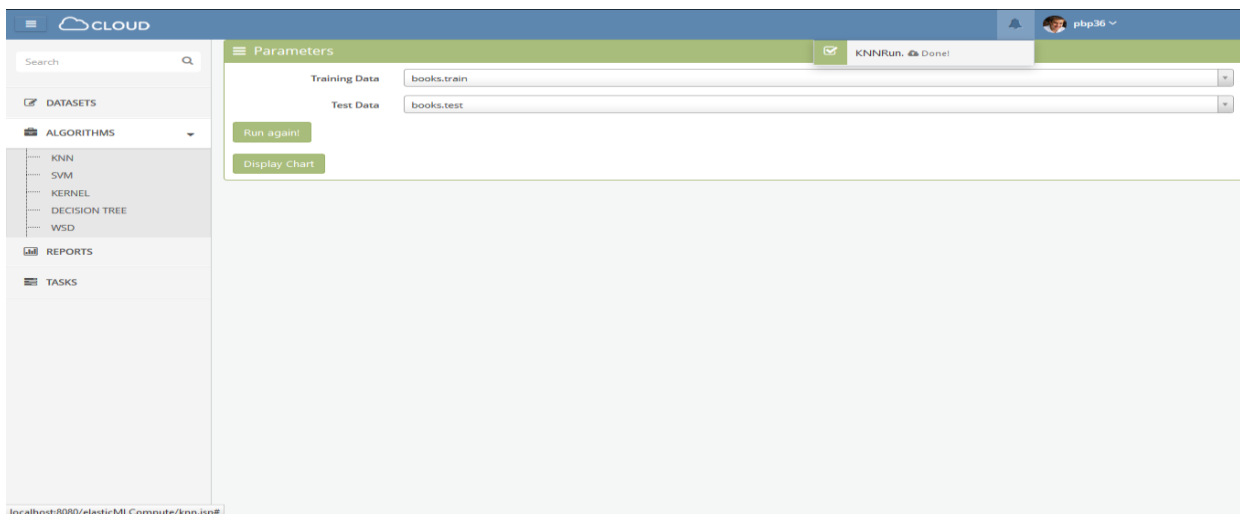 CLOUD
pbp36
Search
DATASETS
ALGORITHMS
KNN
SVM
KERNEL
DECISION TREE
WSD
REPORTS
TASKS
Parameters
KNNRun. Done!
Training Data books.train
Test Data books.test
Run again!
Display Chart
localhost:8080/elasticMLCompute/knn.jsp#